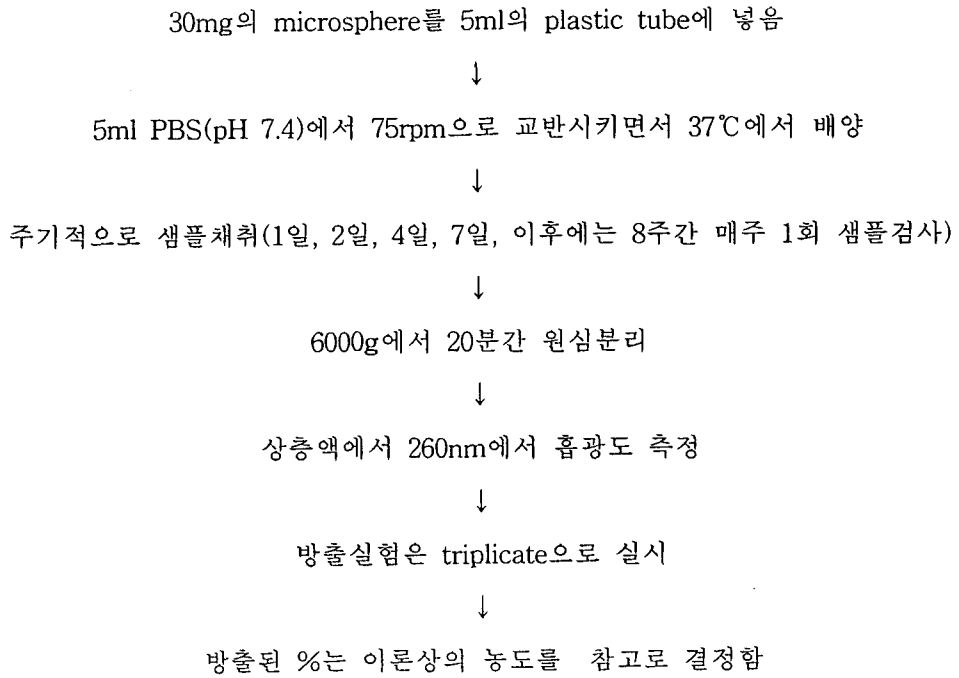 30mg의 microsphere를 5ml의 plastic tube에 넣음
↓
5ml PBS(pH 7.4)에서 75rpm으로 교반시키면서 37℃에서 배양
↓
주기적으로 샘플채취(1일, 2일, 4일, 7일, 이후에는 8주간 매주 1회 샘플검사)
↓
6000g에서 20분간 원심분리
↓
상층액에서 260nm에서 흡광도 측정
↓
방출실험은 triplicate으로 실시
↓
방출된 %는 이론상의 농도를 참고로 결정함